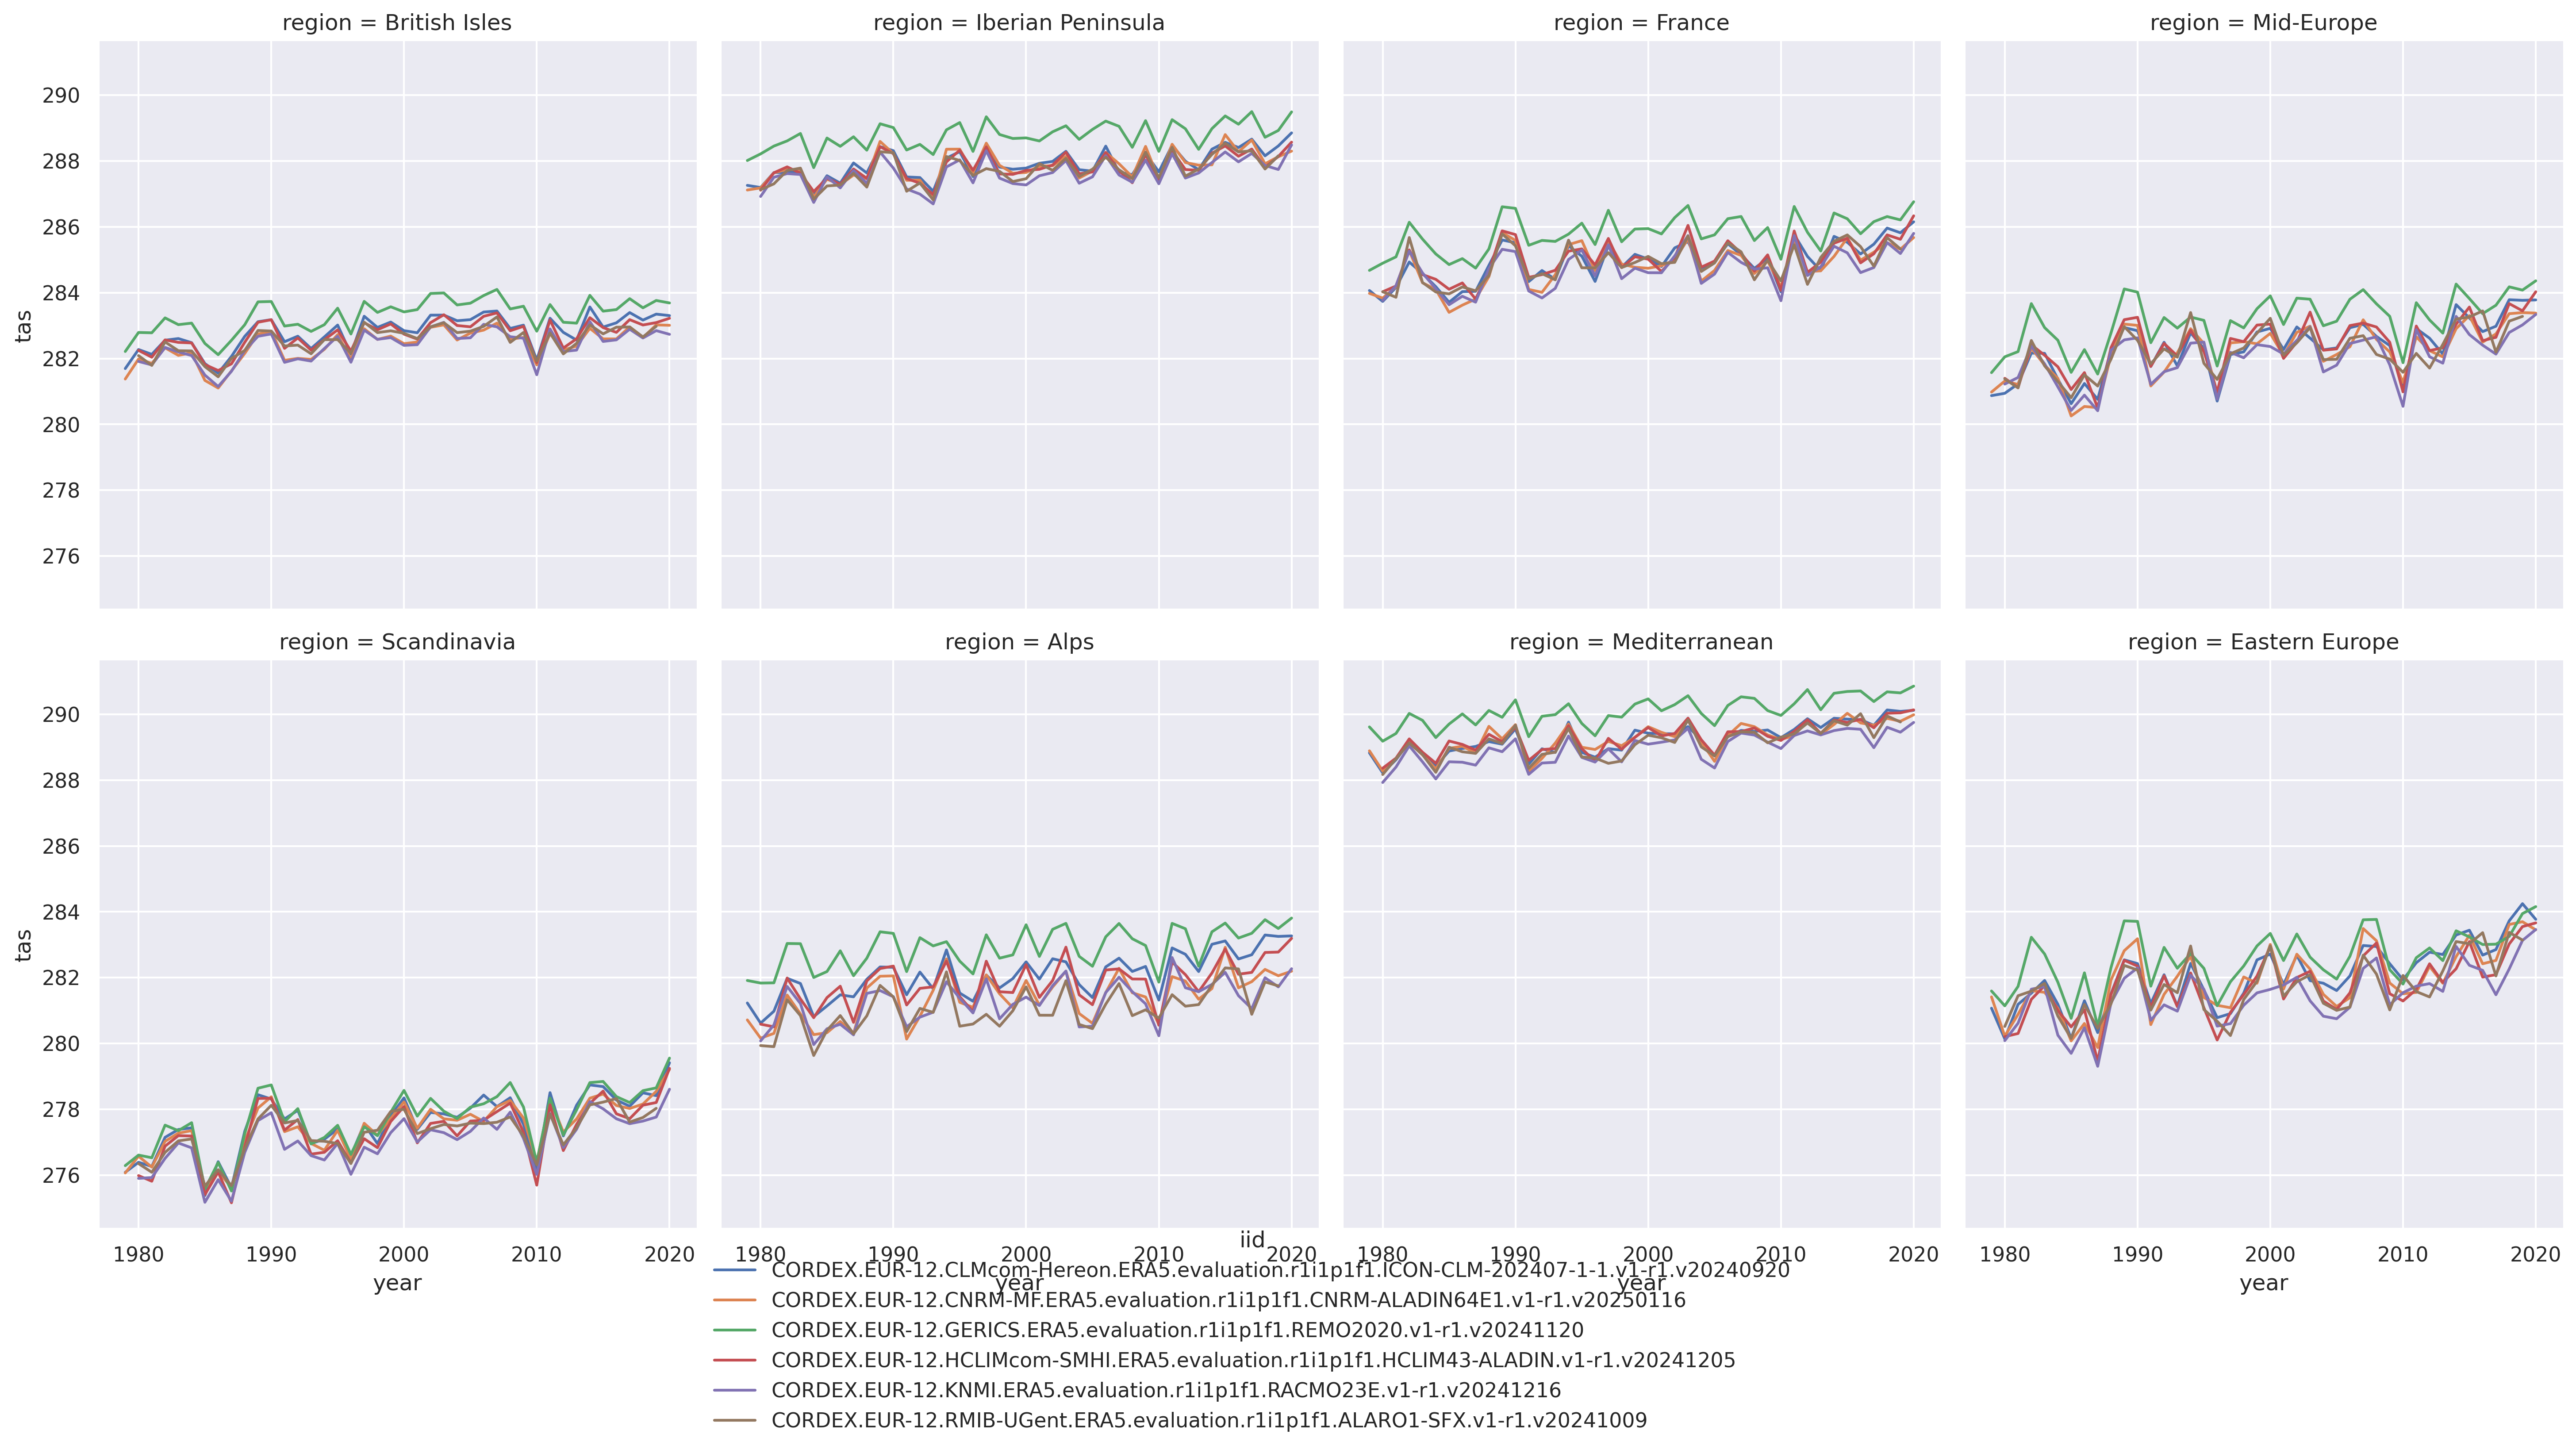 region = British Isles
region = Iberian Peninsula
region = France
region = Mid-Europe
290
288
286
284
282
280
278
276
tas
region = Scandinavia
region = Alps
region = Mediterranean
region = Eastern Europe
290
288
286
284
282
280
278
276
tas
1980 1990 2000 2010 2020
1980 1990 2000 2010 2020
1980 1990 2000 2010 2020
1980 1990 2000 2010 2020
year
year
year
year
iid
CORDEX.EUR-12.CLMcom-Hereon.ERA5.evaluation.r1i1p1f1.ICON-CLM-202407-1-1.v1-r1.v20240920
CORDEX.EUR-12.CNRM-MF.ERA5.evaluation.r1i1p1f1.CNRM-ALADIN64E1.v1-r1.v20250116
CORDEX.EUR-12.GERICS.ERA5.evaluation.r1i1p1f1.REMO2020.v1-r1.v20241120
CORDEX.EUR-12.HCLIMcom-SMHI.ERA5.evaluation.r1i1p1f1.HCLIM43-ALADIN.v1-r1.v20241205
CORDEX.EUR-12.KNMI.ERA5.evaluation.r1i1p1f1.RACMO23E.v1-r1.v20241216
CORDEX.EUR-12.RMIB-UGent.ERA5.evaluation.r1i1p1f1.ALARO1-SFX.v1-r1.v20241009